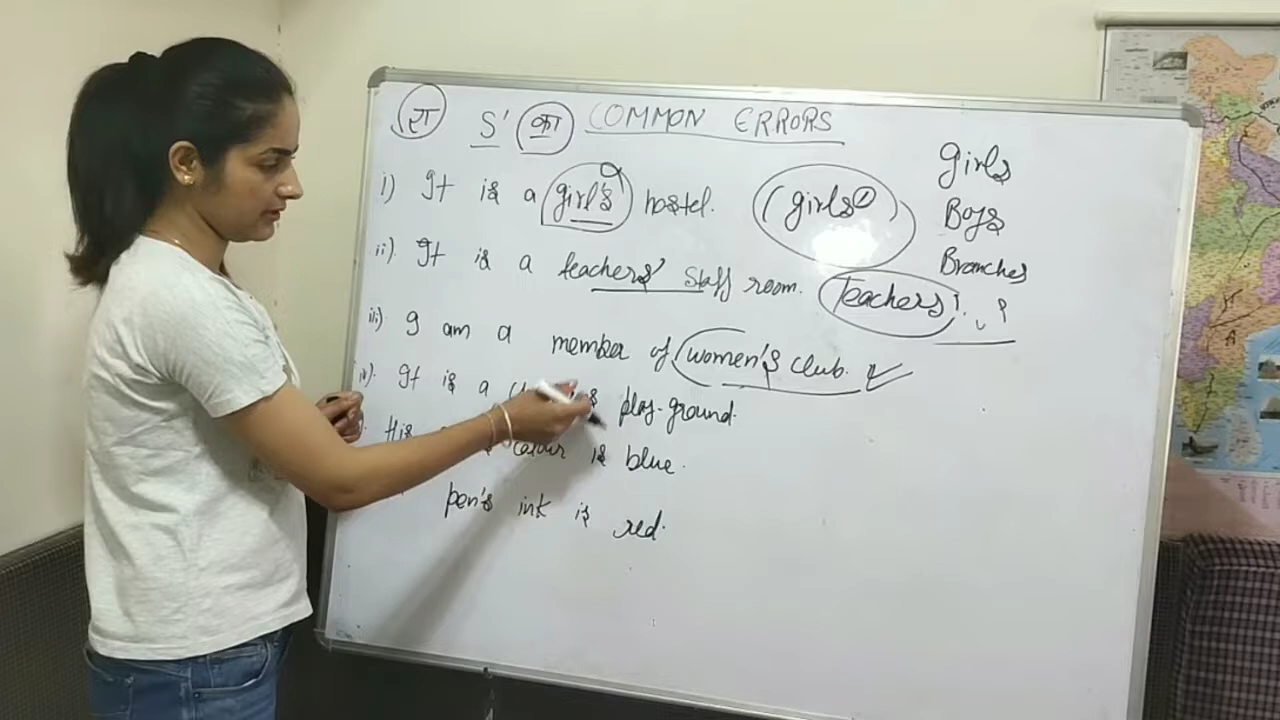 का S' का COMMON ERRORS
i) It is a girl's hostel. (girls')
ii) It is a teachers' staff room. Teachers'
iii) I am a member of women's club.
iv) It is a play-ground.
His colour is blue.
pen's ink is red.
Girls
Boys
Branches